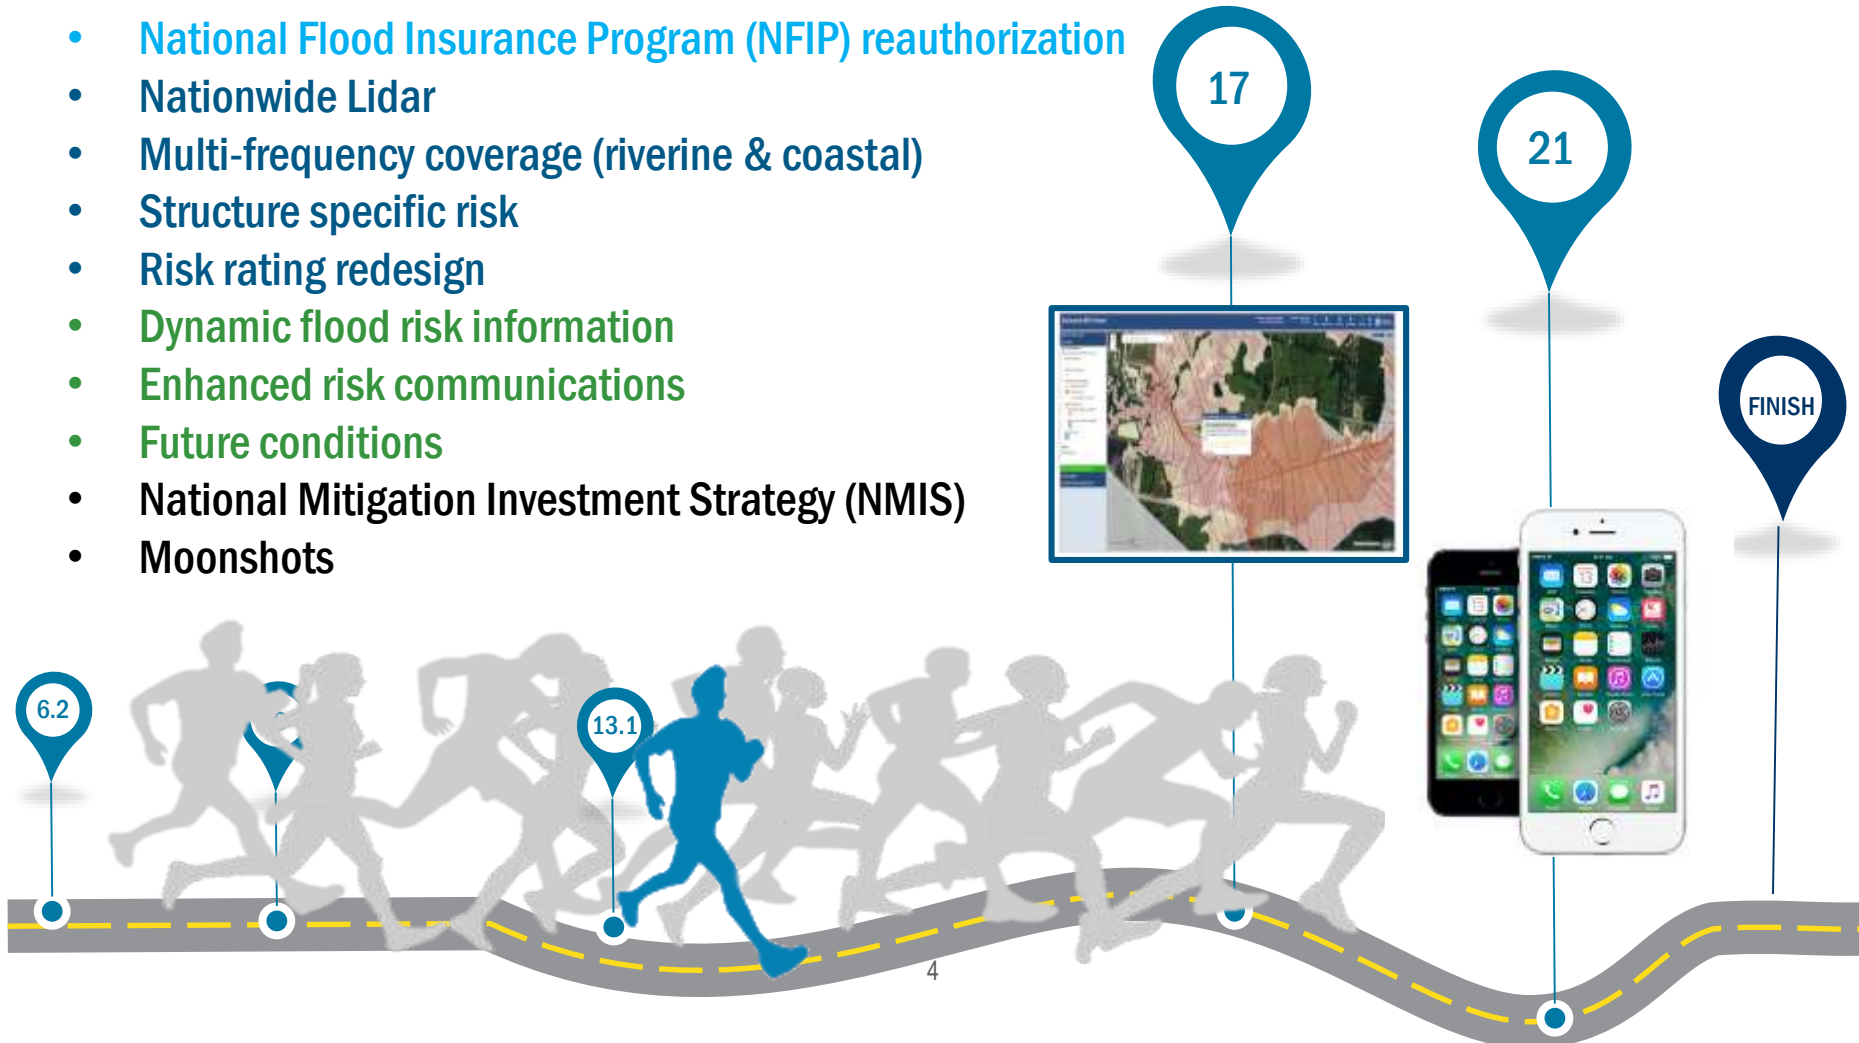 • National Flood Insurance Program (NFIP) reauthorization
• Nationwide Lidar
• Multi-frequency coverage (riverine & coastal)
• Structure specific risk
• Risk rating redesign
• Dynamic flood risk information
• Enhanced risk communications
• Future conditions
• National Mitigation Investment Strategy (NMIS)
• Moonshots
17
21
FINISH
6.2
13.1
13
4